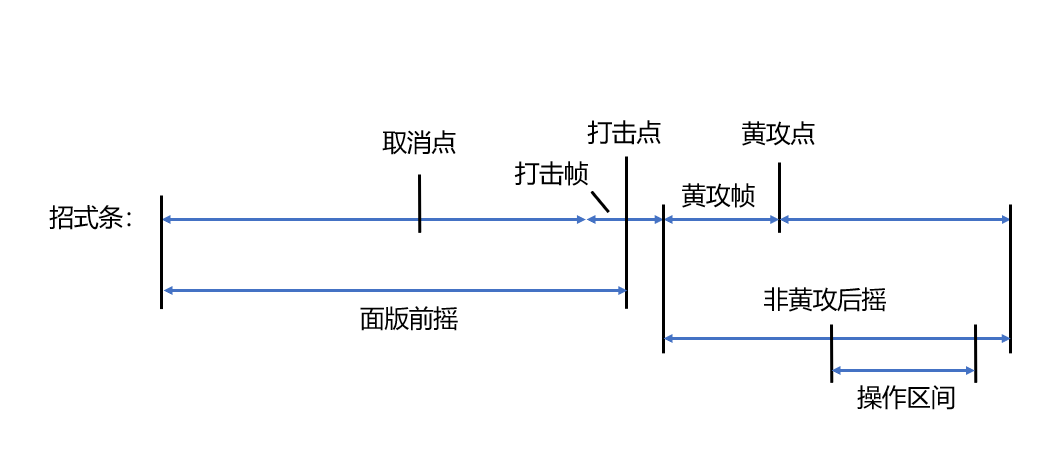 取消点
打击点
黄攻点
打击帧
黄攻帧
招式条：
面版前摇
非黄攻后摇
操作区间